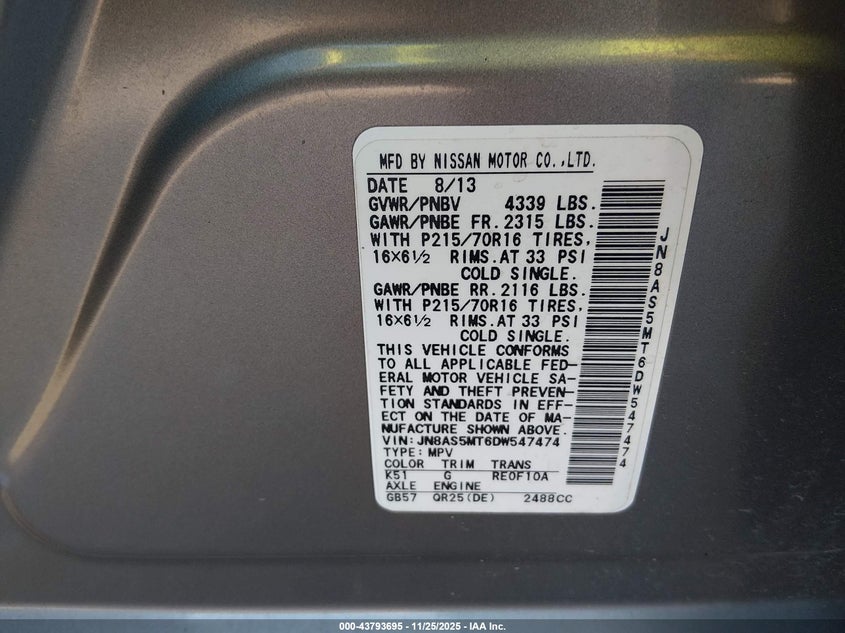 MFD BY NISSAN MOTOR CO.,LTD.
DATE 8/13
GVWR/PNBV 4339 LBS.
GAWR/PNBE FR.2315 LBS.
WITH P215/70R16 TIRES,
16×6½ RIMS.AT 33 PSI
COLD SINGLE.
GAWR/PNBE RR.2116 LBS.
WITH P215/70R16 TIRES,
16×6½ RIMS.AT 33 PSI
COLD SINGLE.
THIS VEHICLE CONFORMS
TO ALL APPLICABLE FED-
ERAL MOTOR VEHICLE SA-
FETY AND THEFT PREVEN-
TION STANDARDS IN EFF-
ECT ON THE DATE OF MA-
NUFACTURE SHOWN ABOVE.
VIN:JN8AS5MT6DW547474
TYPE:MPV
COLOR TRIM TRANS
K51 G RE0F10A
AXLE ENGINE
GB57 QR25(DE) 2488CC
JN8AS5MT6DW547474
000-43793695 - 11/25/2025 - IAA Inc.